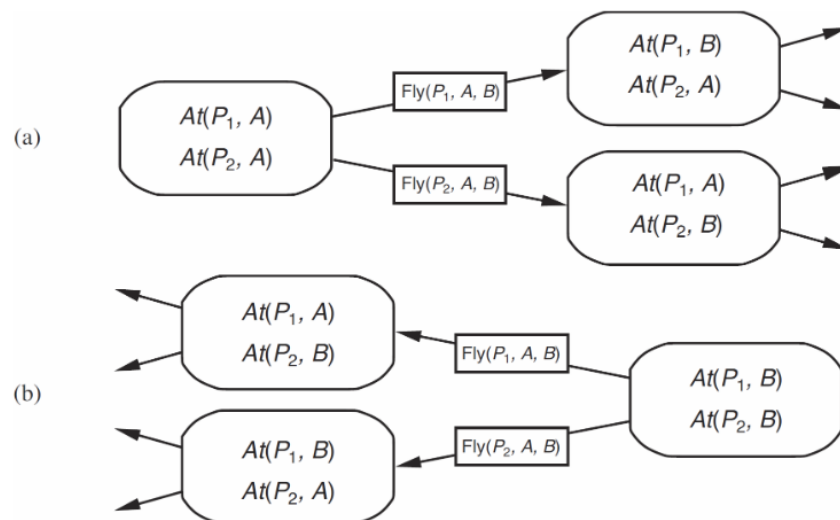 (a)
At(P₁, A)
At(P₂, A)
Fly(P₁, A, B)
Fly(P₂, A, B)
At(P₁, B)
At(P₂, A)
At(P₁, A)
At(P₂, B)
(b)
At(P₁, A)
At(P₂, B)
At(P₁, B)
At(P₂, A)
Fly(P₁, A, B)
Fly(P₂, A, B)
At(P₁, B)
At(P₂, B)